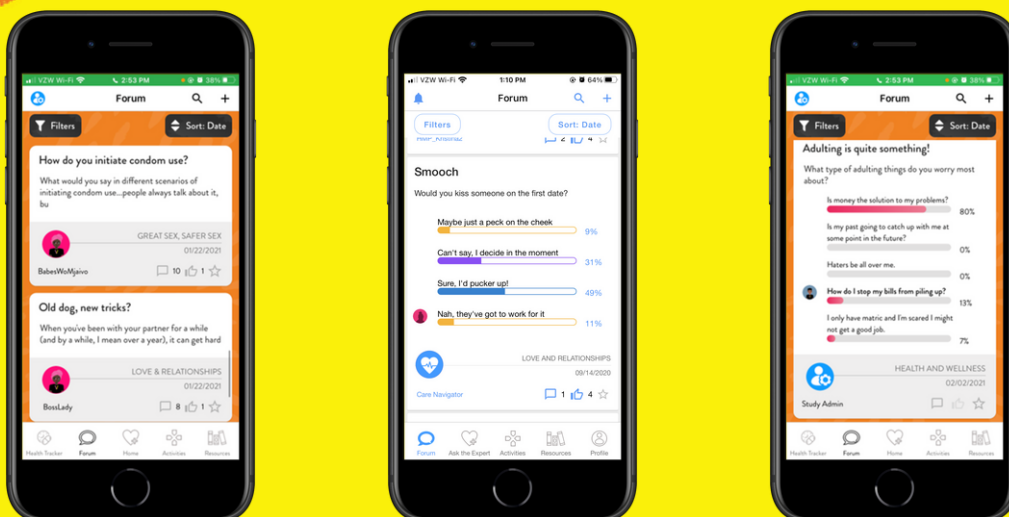 VZW Wi-Fi 2:53 PM 38%
Forum
Filters
Sort: Date
How do you initiate condom use?
What would you say in different scenarios of
initiating condom use...people always talk about it,
bu
GREAT SEX, SAFER SEX
01/22/2021
BabesWoMjaivo
10 1
Old dog, new tricks?
When you've been with your partner for a while
(and by a while, I mean over a year), it can get hard
LOVE & RELATIONSHIPS
01/22/2021
BossLady
8 1
Health Tracker Forum Home Activities Resources
VZW Wi-Fi 1:10 PM 64%
Forum
Filters
Sort: Date
2 4
Smooch
Would you kiss someone on the first date?
Maybe just a peck on the cheek
9%
Can't say, I decide in the moment
31%
Sure, I'd pucker up!
49%
Nah, they've got to work for it
11%
LOVE AND RELATIONSHIPS
09/14/2020
Care Navigator
1 4
Forum Ask the Expert Activities Resources Profile
VZW Wi-Fi 2:53 PM 38%
Forum
Filters
Sort: Date
Adulting is quite something!
What type of adulting things do you worry most
about?
Is money the solution to my problems?
80%
Is my past going to catch up with me at
some point in the future?
0%
Haters be all over me.
0%
How do I stop my bills from piling up?
13%
I only have matric and I'm scared I might
not get a good job.
7%
HEALTH AND WELLNESS
02/02/2021
Study Admin
Health Tracker Forum Home Activities Resources